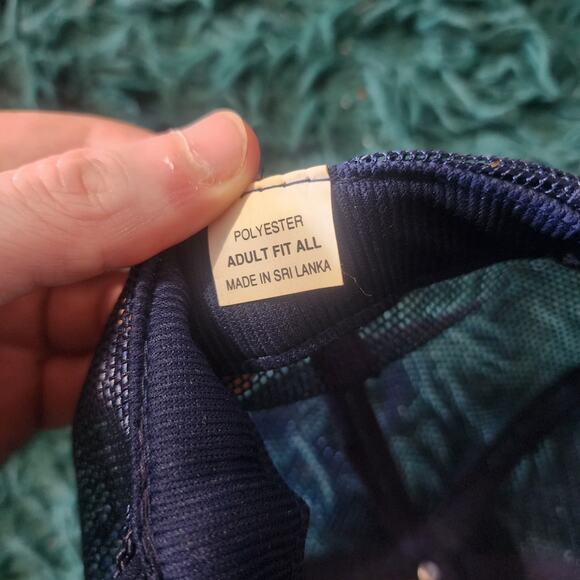 POLYESTER
ADULT FIT ALL
MADE IN SRI LANKA